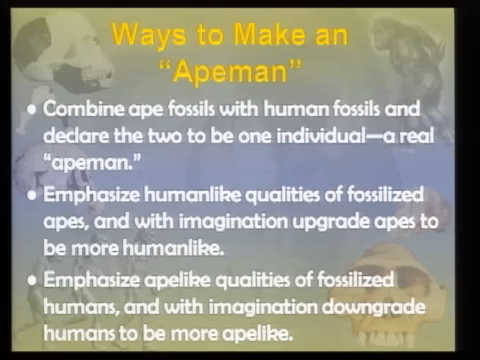 Ways to Make an
“Apeman”
• Combine ape fossils with human fossils and
declare the two to be one individual—a real
“apeman.”
• Emphasize humanlike qualities of fossilized
apes, and with imagination upgrade apes to
be more humanlike.
• Emphasize apelike qualities of fossilized
humans, and with imagination downgrade
humans to be more apelike.